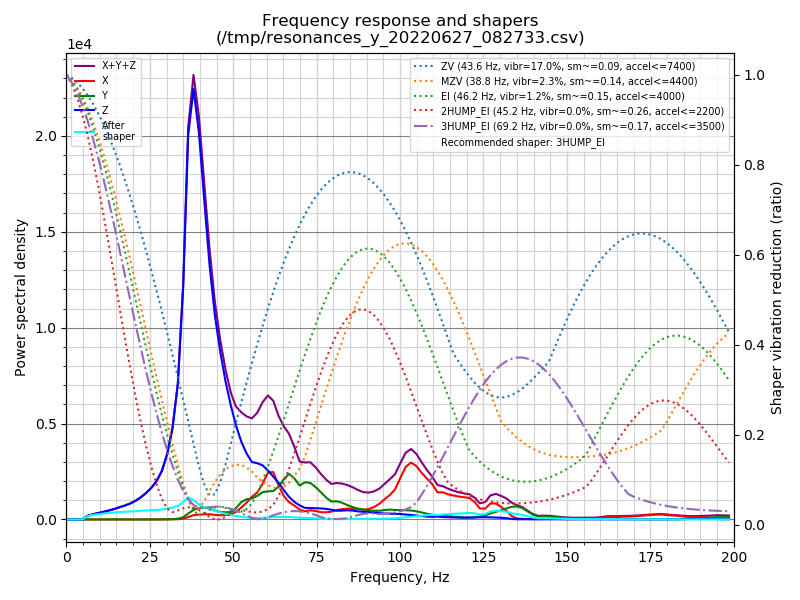 Frequency response and shapers
(/tmp/resonances_y_20220627_082733.csv)
1e4
X+Y+Z
X
Y
Z
After
shaper
ZV (43.6 Hz, vibr=17.0%, sm~=0.09, accel<=7400)
MZV (38.8 Hz, vibr=2.3%, sm~=0.14, accel<=4400)
EI (46.2 Hz, vibr=1.2%, sm~=0.15, accel<=4000)
2HUMP_EI (45.2 Hz, vibr=0.0%, sm~=0.26, accel<=2200)
3HUMP_EI (69.2 Hz, vibr=0.0%, sm~=0.17, accel<=3500)
Recommended shaper: 3HUMP_EI
Power spectral density
2.0
1.5
1.0
0.5
0.0
1.0
0.8
0.6
0.4
0.2
0.0
Shaper vibration reduction (ratio)
0 25 50 75 100 125 150 175 200
Frequency, Hz